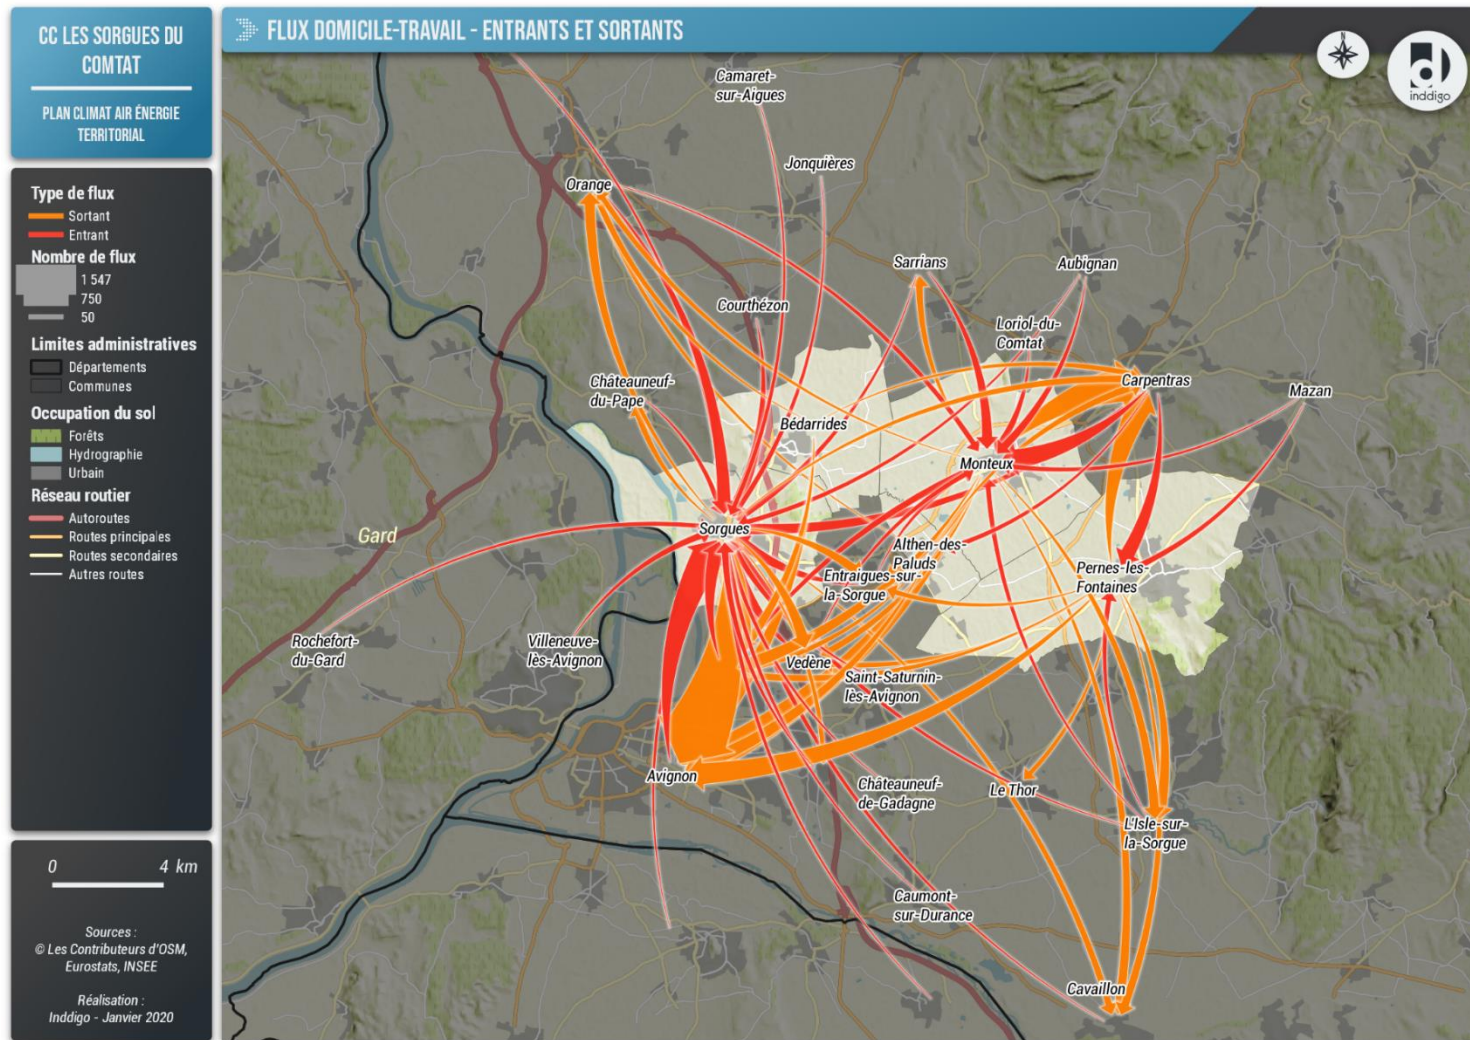 CC LES SORGUES DU
COMTAT
PLAN CLIMAT AIR ÉNERGIE
TERRITORIAL
FLUX DOMICILE-TRAVAIL - ENTRANTS ET SORTANTS
N
inddigo
Type de flux
Sortant
Entrant
Nombre de flux
1 547
750
50
Limites administratives
Départements
Communes
Occupation du sol
Forêts
Hydrographie
Urbain
Réseau routier
Autoroutes
Routes principales
Routes secondaires
Autres routes
0 4 km
Sources :
© Les Contributeurs d'OSM,
Eurostats, INSEE
Réalisation :
Inddigo - Janvier 2020
Camaret-
sur-Aigues
Jonquières
Orange
Sarrians
Aubignan
Courthézon
Loriol-du-
Comtat
Châteauneuf-
du-Pape
Carpentras
Mazan
Bédarrides
Monteux
Sorgues
Gard
Althen-des-
Paluds
Entraigues-sur-
la-Sorgue
Pernes-les-
Fontaines
Rochefort-
du-Gard
Villeneuve-
lès-Avignon
Vedène
Saint-Saturnin-
lès-Avignon
Avignon
Châteauneuf-
de-Gadagne
Le Thor
L'Isle-sur-
la-Sorgue
Caumont-
sur-Durance
Cavaillon